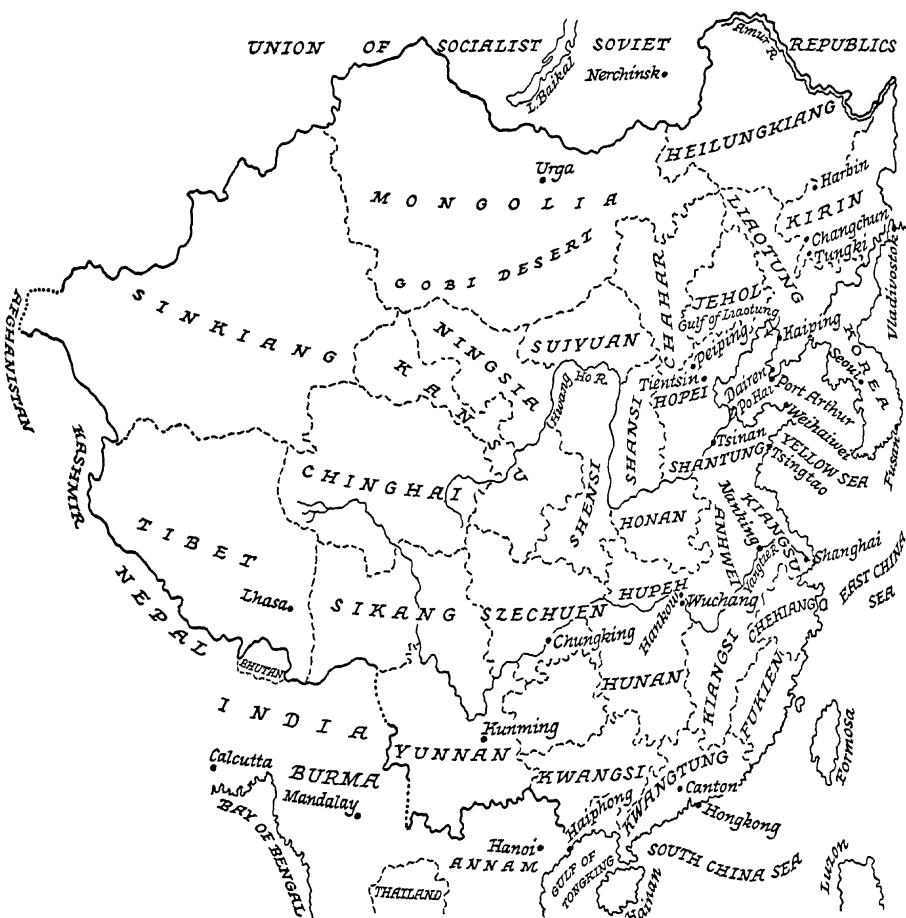 UNION OF SOCIALIST SOVIET REPUBLICS
Amur R
L. Baikal
Nerchinsk
HEILUNGKIANG
Urga
Harbin
MONGOLIA
KIRIN
LIAOTUNG
Changchun
Tungki
Vladivostok
GOBI DESERT
CHAHAR
JEHOL
Gulf of Liaotung
SINKIANG
AFGHANISTAN
NINGSIA
SUIYUAN
Peiping
Haiping
KOREA
Seoul
KANSU
Hwang Ho R.
Tientsin
HOPEI
Dairen
P'O Hai
Port Arthur
Weihaiwei
SHANSI
Tsinan
SHANTUNG
Tsingtao
YELLOW SEA
Fusan
KASHMIR
CHINGHAI
SHENSI
HONAN
ANHWEI
Nanking
KIANGSU
TIBET
Yangtze R
Shanghai
EAST CHINA
SEA
NEPAL
Lhasa
SIKANG
SZECHUEN
HUPEH
Hankow
Wuchang
CHEKIANG
Chungking
BHUTAN
HUNAN
KIANGSI
FUKIEN
INDIA
Kunming
YUNNAN
Formosa
Calcutta
BURMA
Mandalay
KWANGSI
KWANGTUNG
Canton
Hongkong
BAY OF BENGAL
Haiphong
Hanoi
ANNAM
GULF OF
TONGKING
SOUTH CHINA SEA
Luzon
THAILAND
Hainan